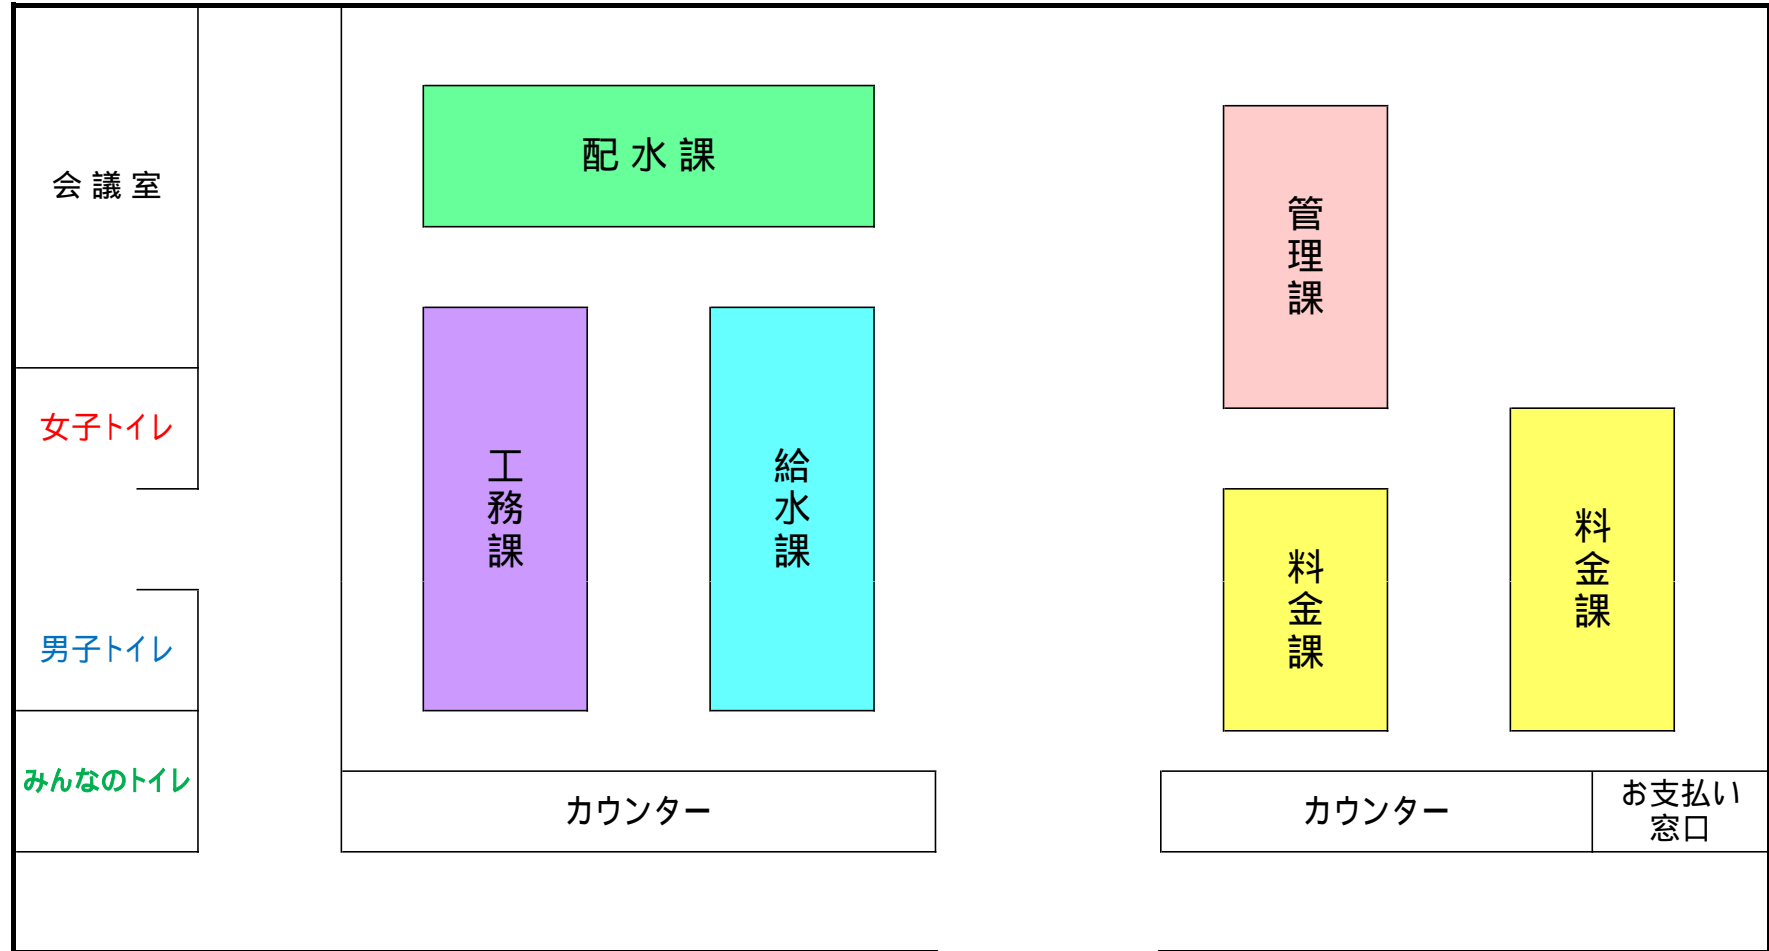 会議室
女子トイレ
男子トイレ
みんなのトイレ
配水課
工務課
給水課
管理課
料金課
料金課
カウンター
カウンター
お支払い
窓口